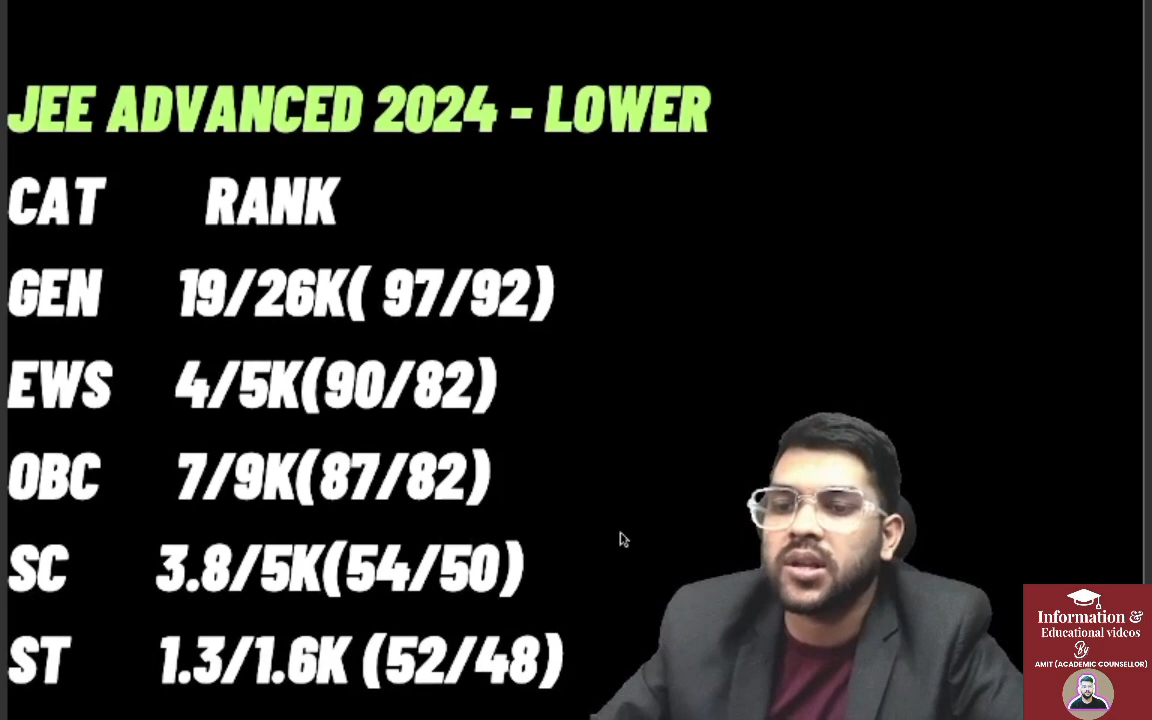 JEE ADVANCED 2024 - LOWER
CAT RANK
GEN 19/26K( 97/92)
EWS 4/5K(90/82)
OBC 7/9K(87/82)
SC 3.8/5K(54/50)
ST 1.3/1.6K (52/48)
Information &
Educational videos
By
AMIT (ACADEMIC COUNSELLOR)